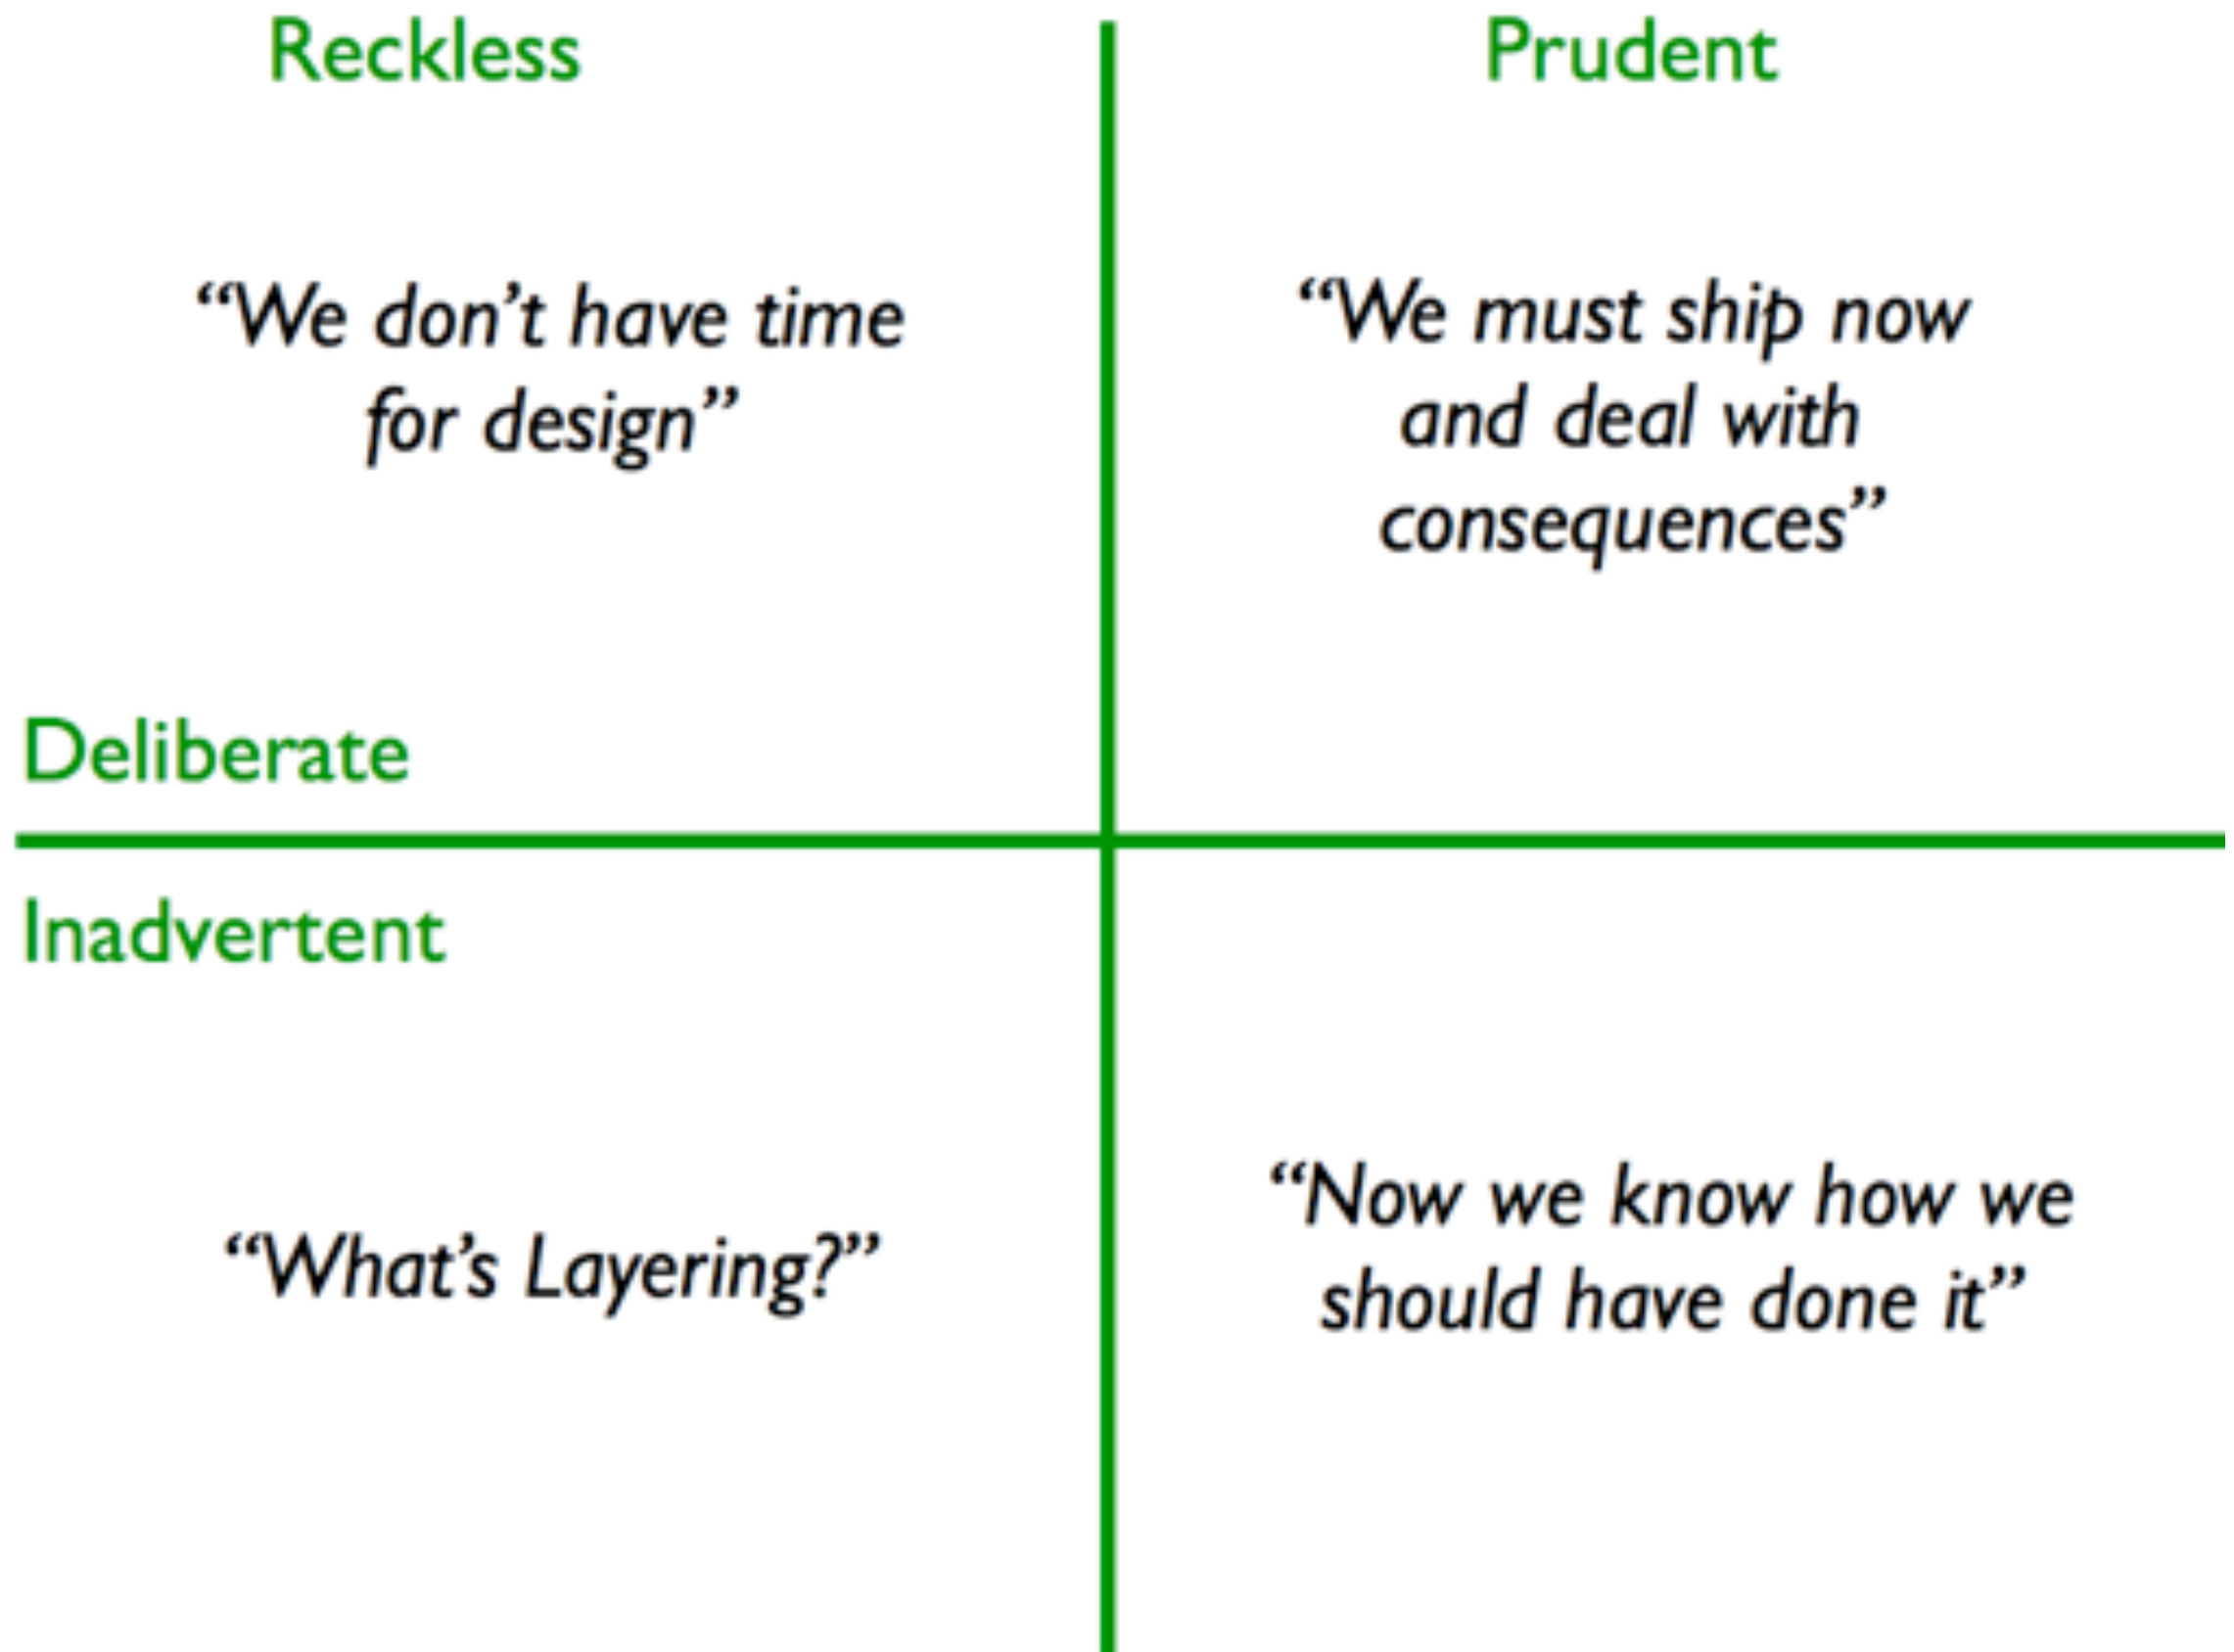 Reckless
Prudent
“We don’t have time
for design”
“We must ship now
and deal with
consequences”
Deliberate
Inadvertent
“What’s Layering?”
“Now we know how we
should have done it”